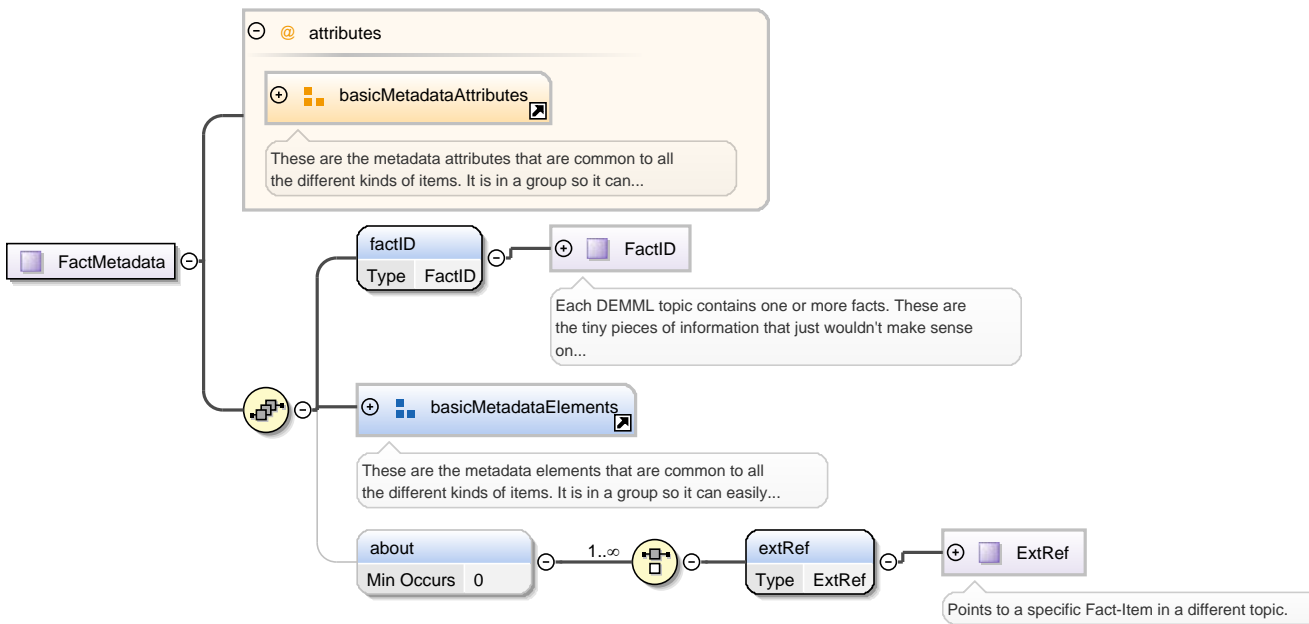 @ attributes
basicMetadataAttributes
These are the metadata attributes that are common to all
the different kinds of items. It is in a group so it can...
FactMetadata
factID
Type FactID
FactID
Each DEMML topic contains one or more facts. These are
the tiny pieces of information that just wouldn't make sense
on...
basicMetadataElements
These are the metadata elements that are common to all
the different kinds of items. It is in a group so it can easily...
about
Min Occurs 0
1..∞
extRef
Type ExtRef
ExtRef
Points to a specific Fact-Item in a different topic.